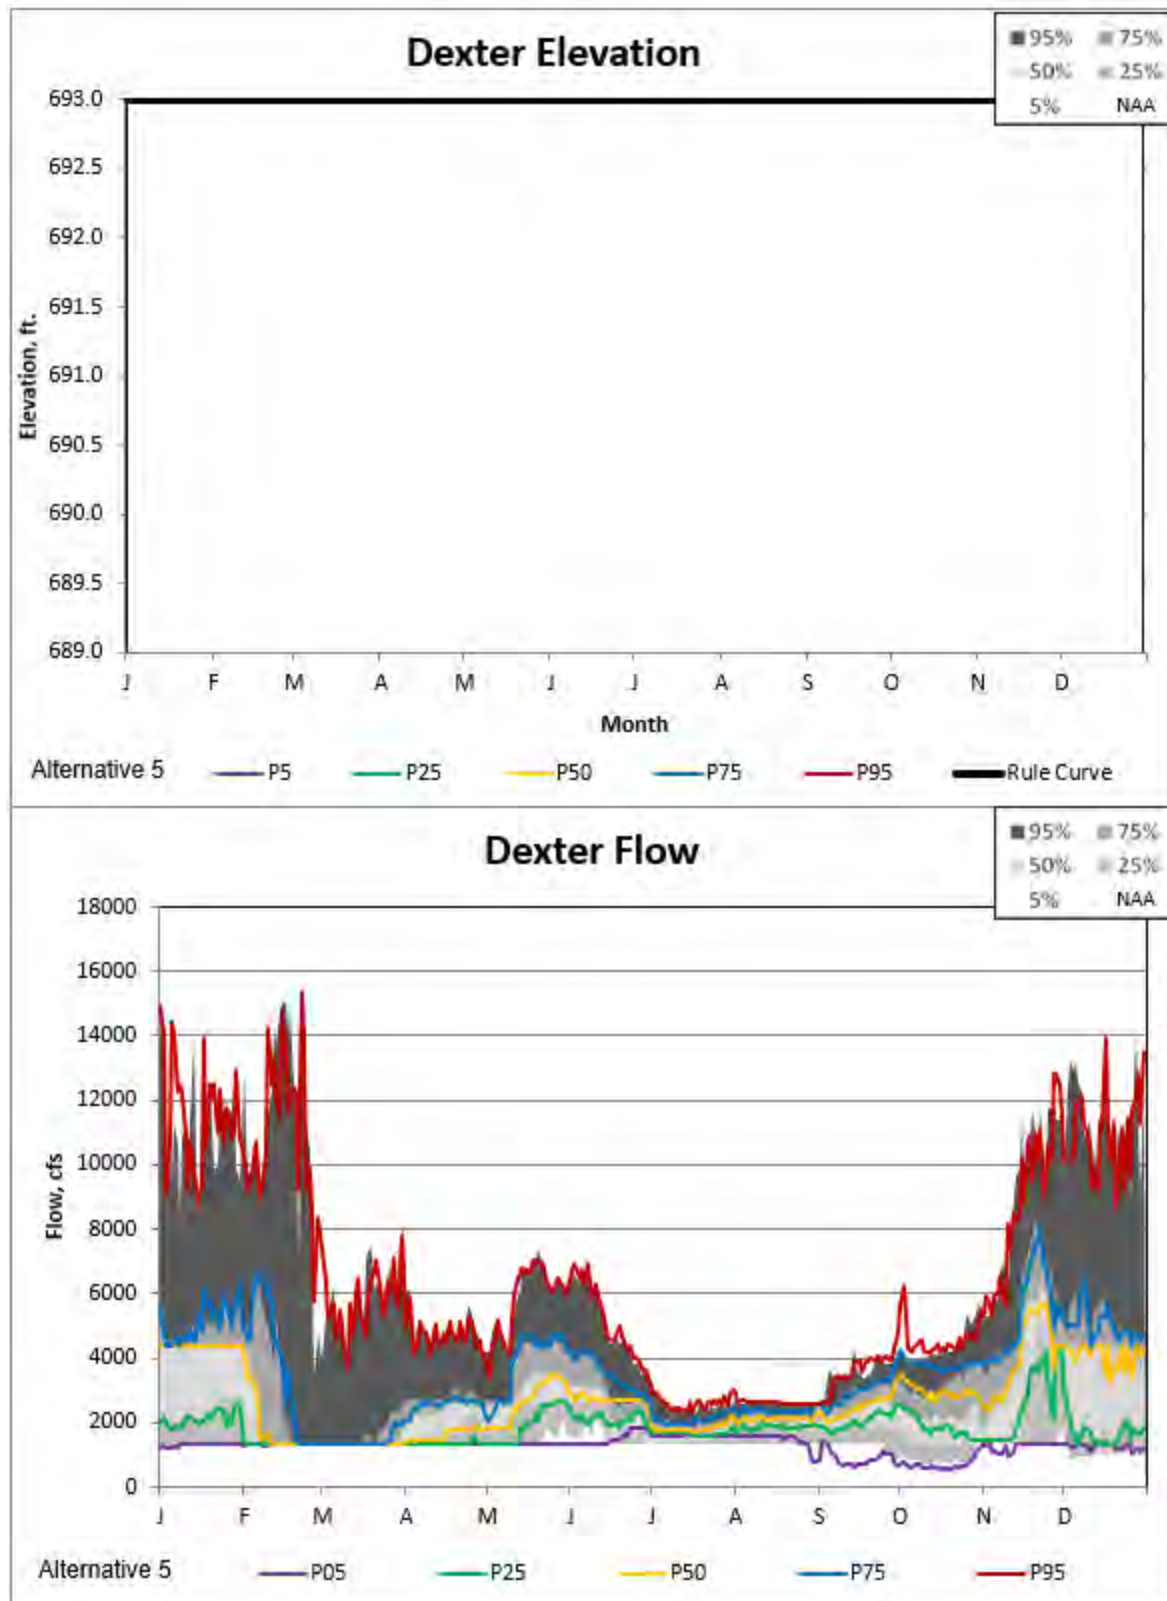 Dexter Elevation
95% 75%
50% 25%
5% NAA
693.0
692.5
692.0
691.5
691.0
690.5
690.0
689.5
689.0
Elevation, ft.
J F M A M J J A S O N D
Month
Alternative 5 P5 P25 P50 P75 P95 Rule Curve
Dexter Flow
95% 75%
50% 25%
5% NAA
18000
16000
14000
12000
10000
8000
6000
4000
2000
0
Flow, cfs
J F M A M J J A S O N D
Alternative 5 P05 P25 P50 P75 P95